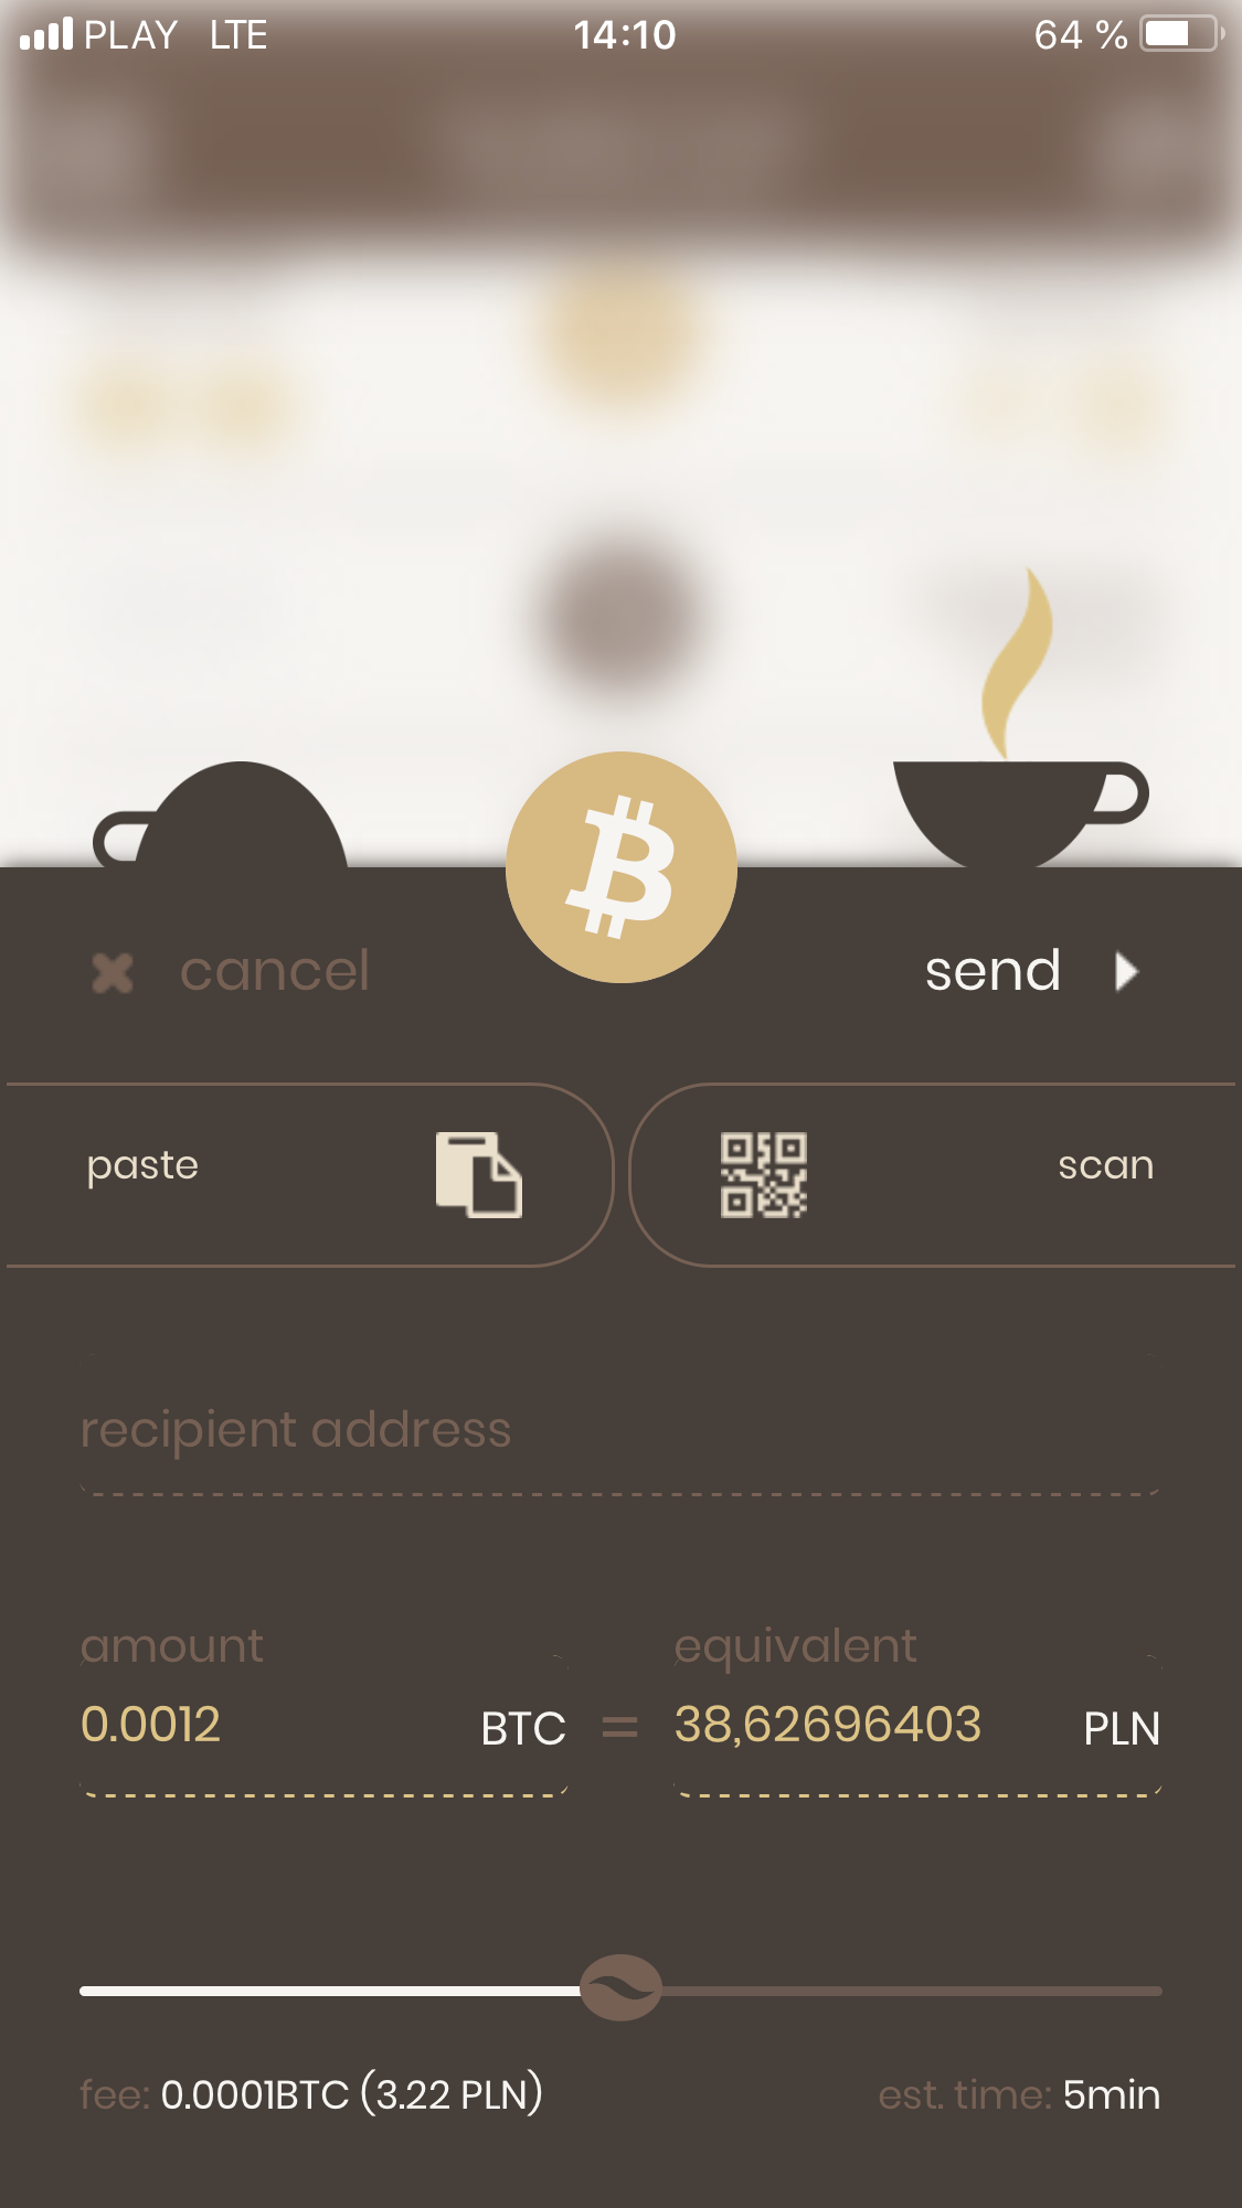 PLAY LTE 14:10 64 %
cancel send
paste scan
recipient address
amount equivalent
0.0012 BTC = 38,62696403 PLN
fee: 0.0001BTC (3.22 PLN) est. time: 5min